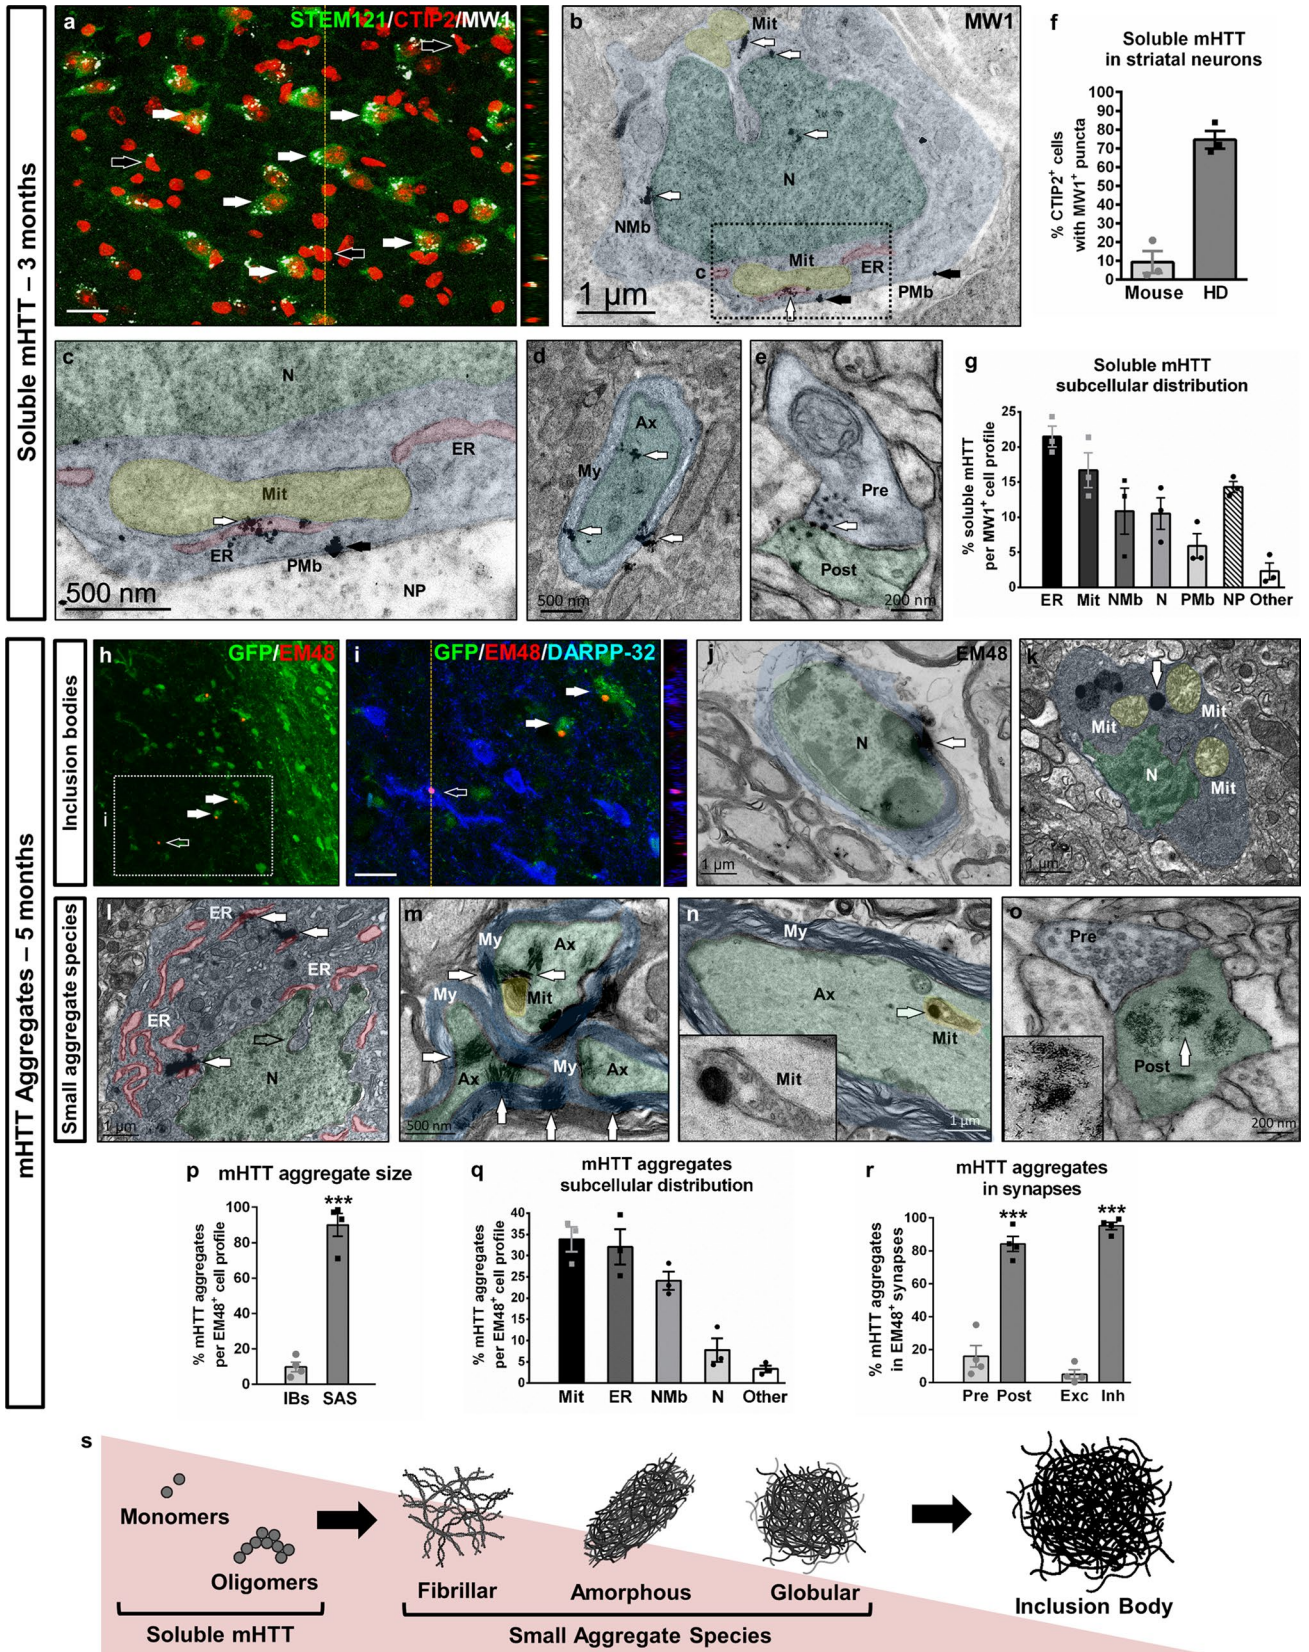 Soluble mHTT – 3 months
a
STEM121/CTIP2/MW1
b
MW1
Mit
N
NMb
Mit
ER
c
PMb
1 µm
f
Soluble mHTT
in striatal neurons
% CTIP2+ cells
with MW1+ puncta
100
90
80
70
60
50
40
30
20
10
0
Mouse
HD
c
N
ER
Mit
ER
PMb
NP
500 nm
d
Ax
My
500 nm
e
Pre
Post
200 nm
g
Soluble mHTT
subcellular distribution
% soluble mHTT
per MW1+ cell profile
25
20
15
10
5
0
ER
Mit
NMb
N
PMb
NP
Other
mHTT Aggregates – 5 months
Inclusion bodies
h
GFP/EM48
i
i
GFP/EM48/DARPP-32
j
EM48
N
1 µm
k
Mit
Mit
N
Mit
1 µm
Small aggregate species
l
ER
ER
ER
N
1 µm
m
My
Ax
Mit
My
My
Ax
Ax
500 nm
n
My
Ax
Mit
Mit
1 µm
o
Pre
Post
200 nm
p
mHTT aggregate size
% mHTT aggregates
per EM48+ cell profile
***
100
80
60
40
20
0
IBs
SAS
q
mHTT aggregates
subcellular distribution
% mHTT aggregates
per EM48+ cell profile
40
35
30
25
20
15
10
5
0
Mit
ER
NMb
N
Other
r
mHTT aggregates
in synapses
% mHTT aggregates
in EM48+ synapses
***
***
100
80
60
40
20
0
Pre
Post
Exc
Inh
s
Monomers
Oligomers
Soluble mHTT
Fibrillar
Amorphous
Globular
Small Aggregate Species
Inclusion Body